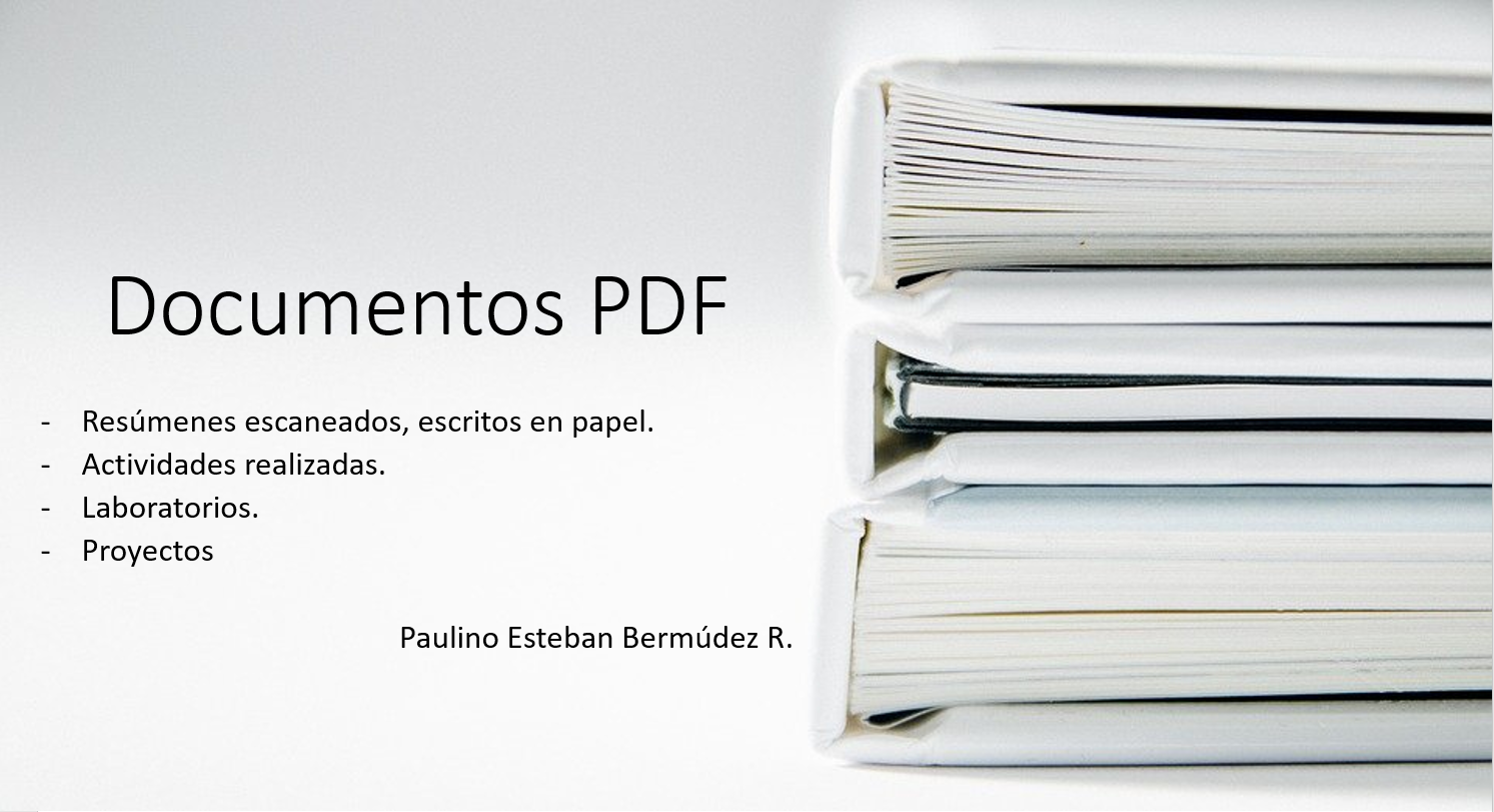 Documentos PDF
- Resúmenes escaneados, escritos en papel.
- Actividades realizadas.
- Laboratorios.
- Proyectos
Paulino Esteban Bermúdez R.